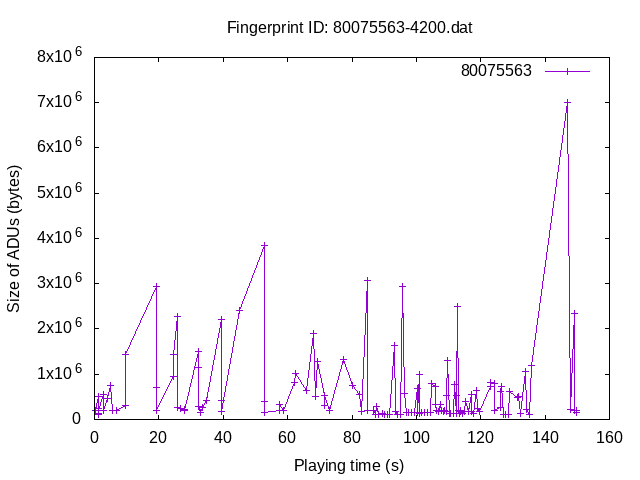 Fingerprint ID: 80075563-4200.dat
80075563
8x10^6
7x10^6
6x10^6
5x10^6
4x10^6
3x10^6
2x10^6
1x10^6
0
Size of ADUs (bytes)
0 20 40 60 80 100 120 140 160
Playing time (s)